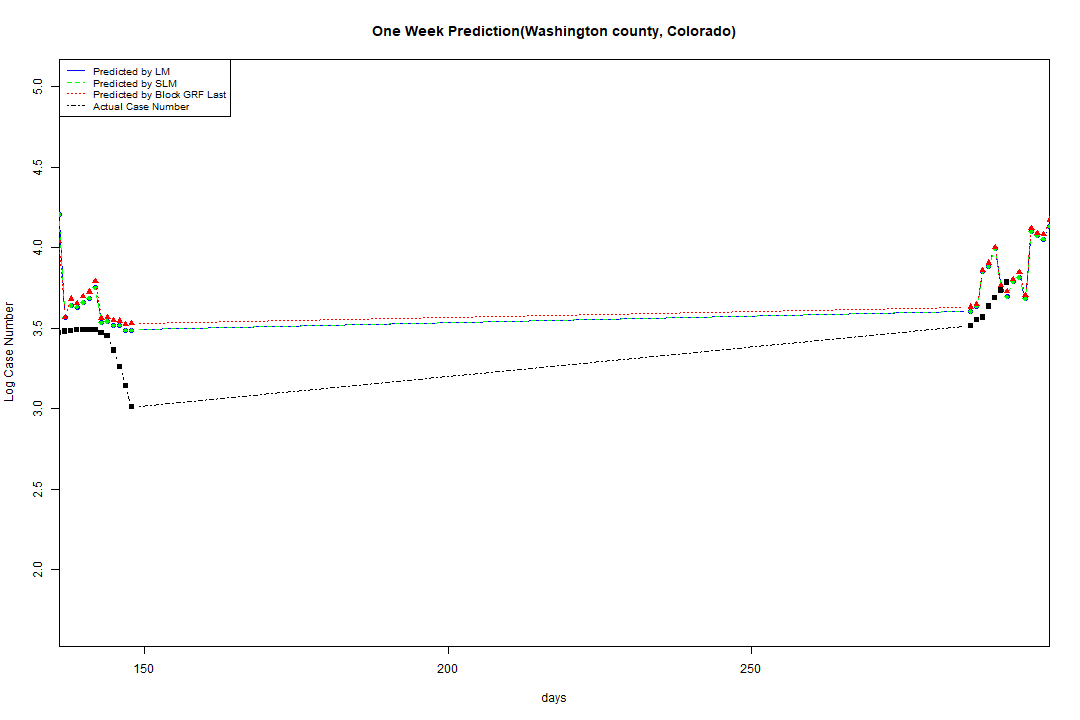 One Week Prediction(Washington county, Colorado)
Predicted by LM
Predicted by SLM
Predicted by Block GRF Last
Actual Case Number
5.0
4.5
4.0
3.5
3.0
2.5
2.0
Log Case Number
150
200
250
days